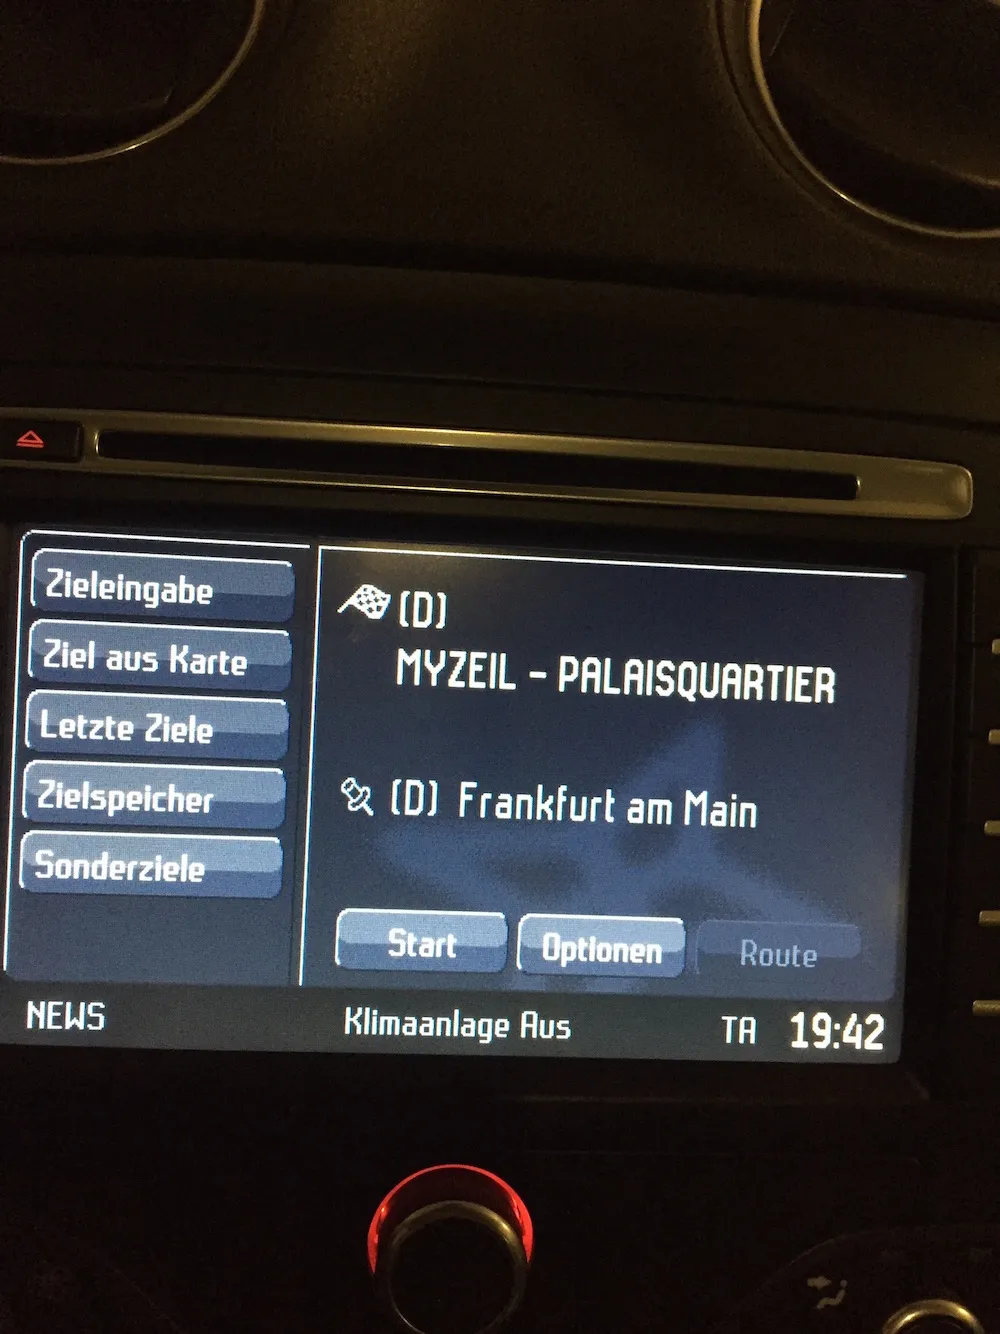 Zieleingabe
Ziel aus Karte
Letzte Ziele
Zielspeicher
Sonderziele
(D)
MYZEIL - PALAISQUARTIER
(D) Frankfurt am Main
Start
Optionen
Route
NEWS
Klimaanlage Aus
TA
19:42